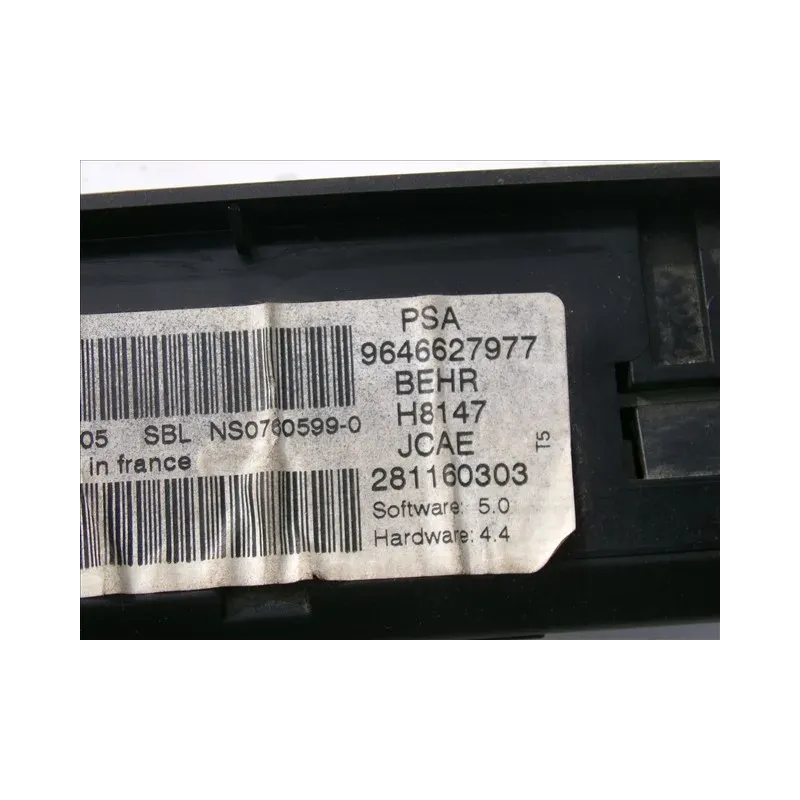 PSA
9646627977
BEHR
H8147
JCAE
281160303
Software: 5.0
Hardware: 4.4
T5
05 SBL NS0760599-0
in france